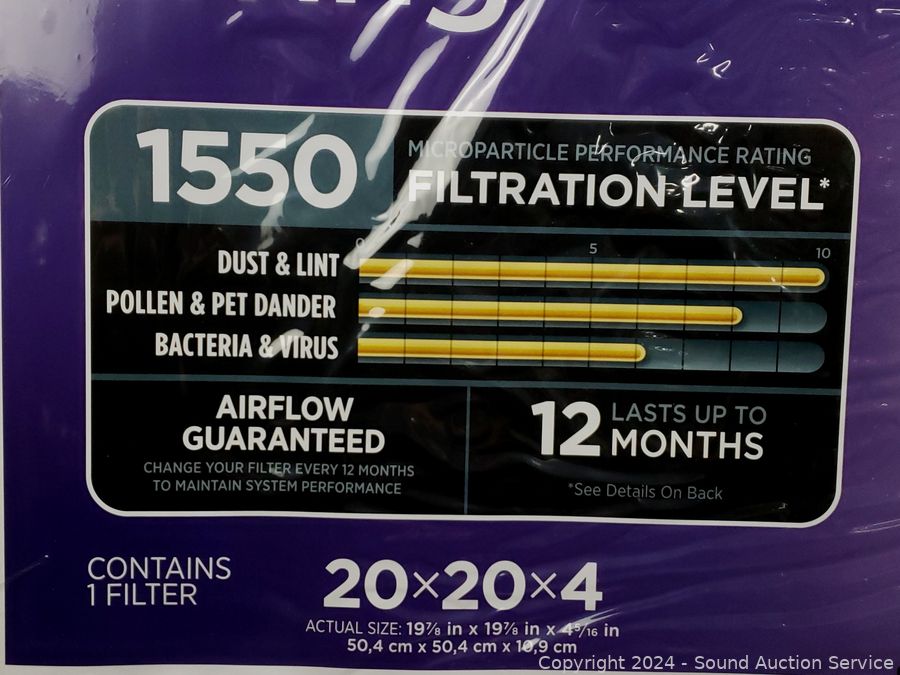 1550
MICROPARTICLE PERFORMANCE RATING
FILTRATION LEVEL*
0 5 10
DUST & LINT
POLLEN & PET DANDER
BACTERIA & VIRUS
AIRFLOW
GUARANTEED
CHANGE YOUR FILTER EVERY 12 MONTHS
TO MAINTAIN SYSTEM PERFORMANCE
12 LASTS UP TO
MONTHS
*See Details On Back
CONTAINS
1 FILTER
20×20×4
ACTUAL SIZE: 19⅞ in x 19⅞ in x 4⁵⁄₁₆ in
50,4 cm x 50,4 cm x 10,9 cm
Copyright 2024 - Sound Auction Service